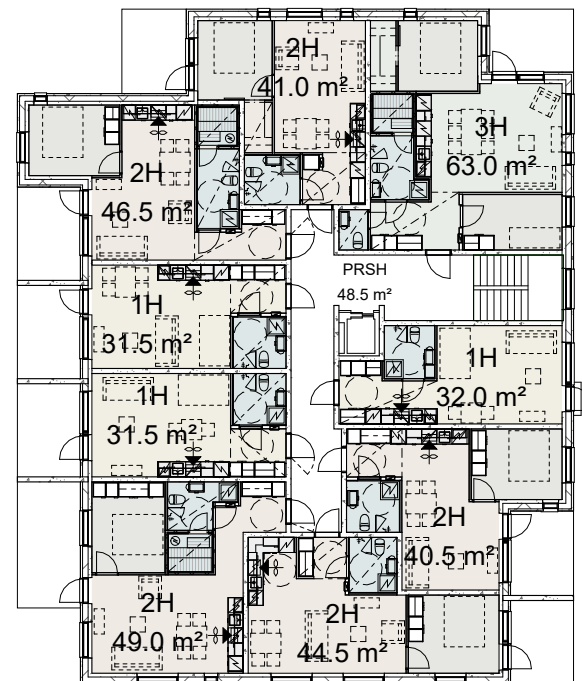 2H
41.0 m²
3H
63.0 m²
2H
46.5 m²
PRSH
48.5 m²
1H
31.5 m²
1H
32.0 m²
1H
31.5 m²
2H
40.5 m²
2H
49.0 m²
2H
44.5 m²